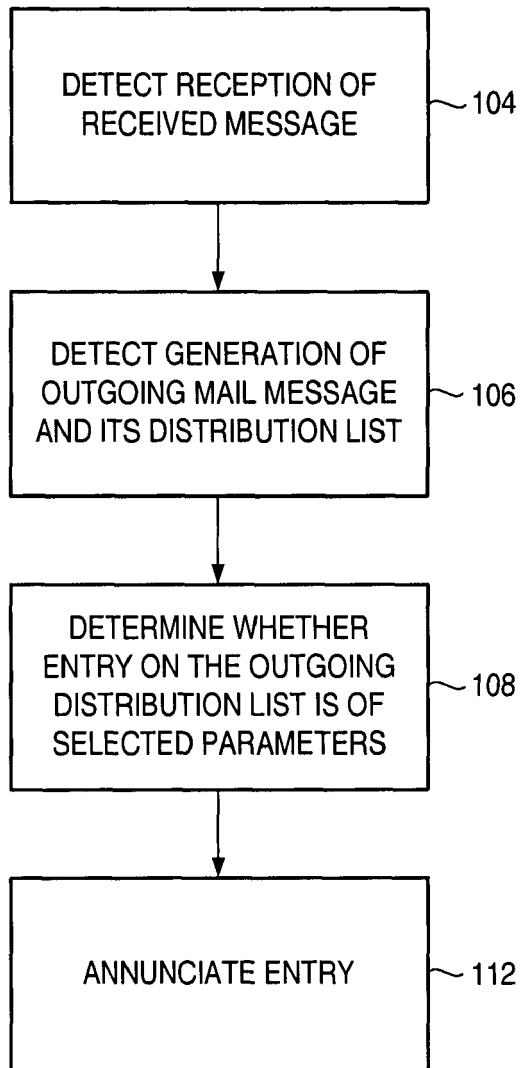 DETECT RECEPTION OF
RECEIVED MESSAGE
104
DETECT GENERATION OF
OUTGOING MAIL MESSAGE
AND ITS DISTRIBUTION LIST
106
DETERMINE WHETHER
ENTRY ON THE OUTGOING
DISTRIBUTION LIST IS OF
SELECTED PARAMETERS
108
ANNUNCIATE ENTRY
112